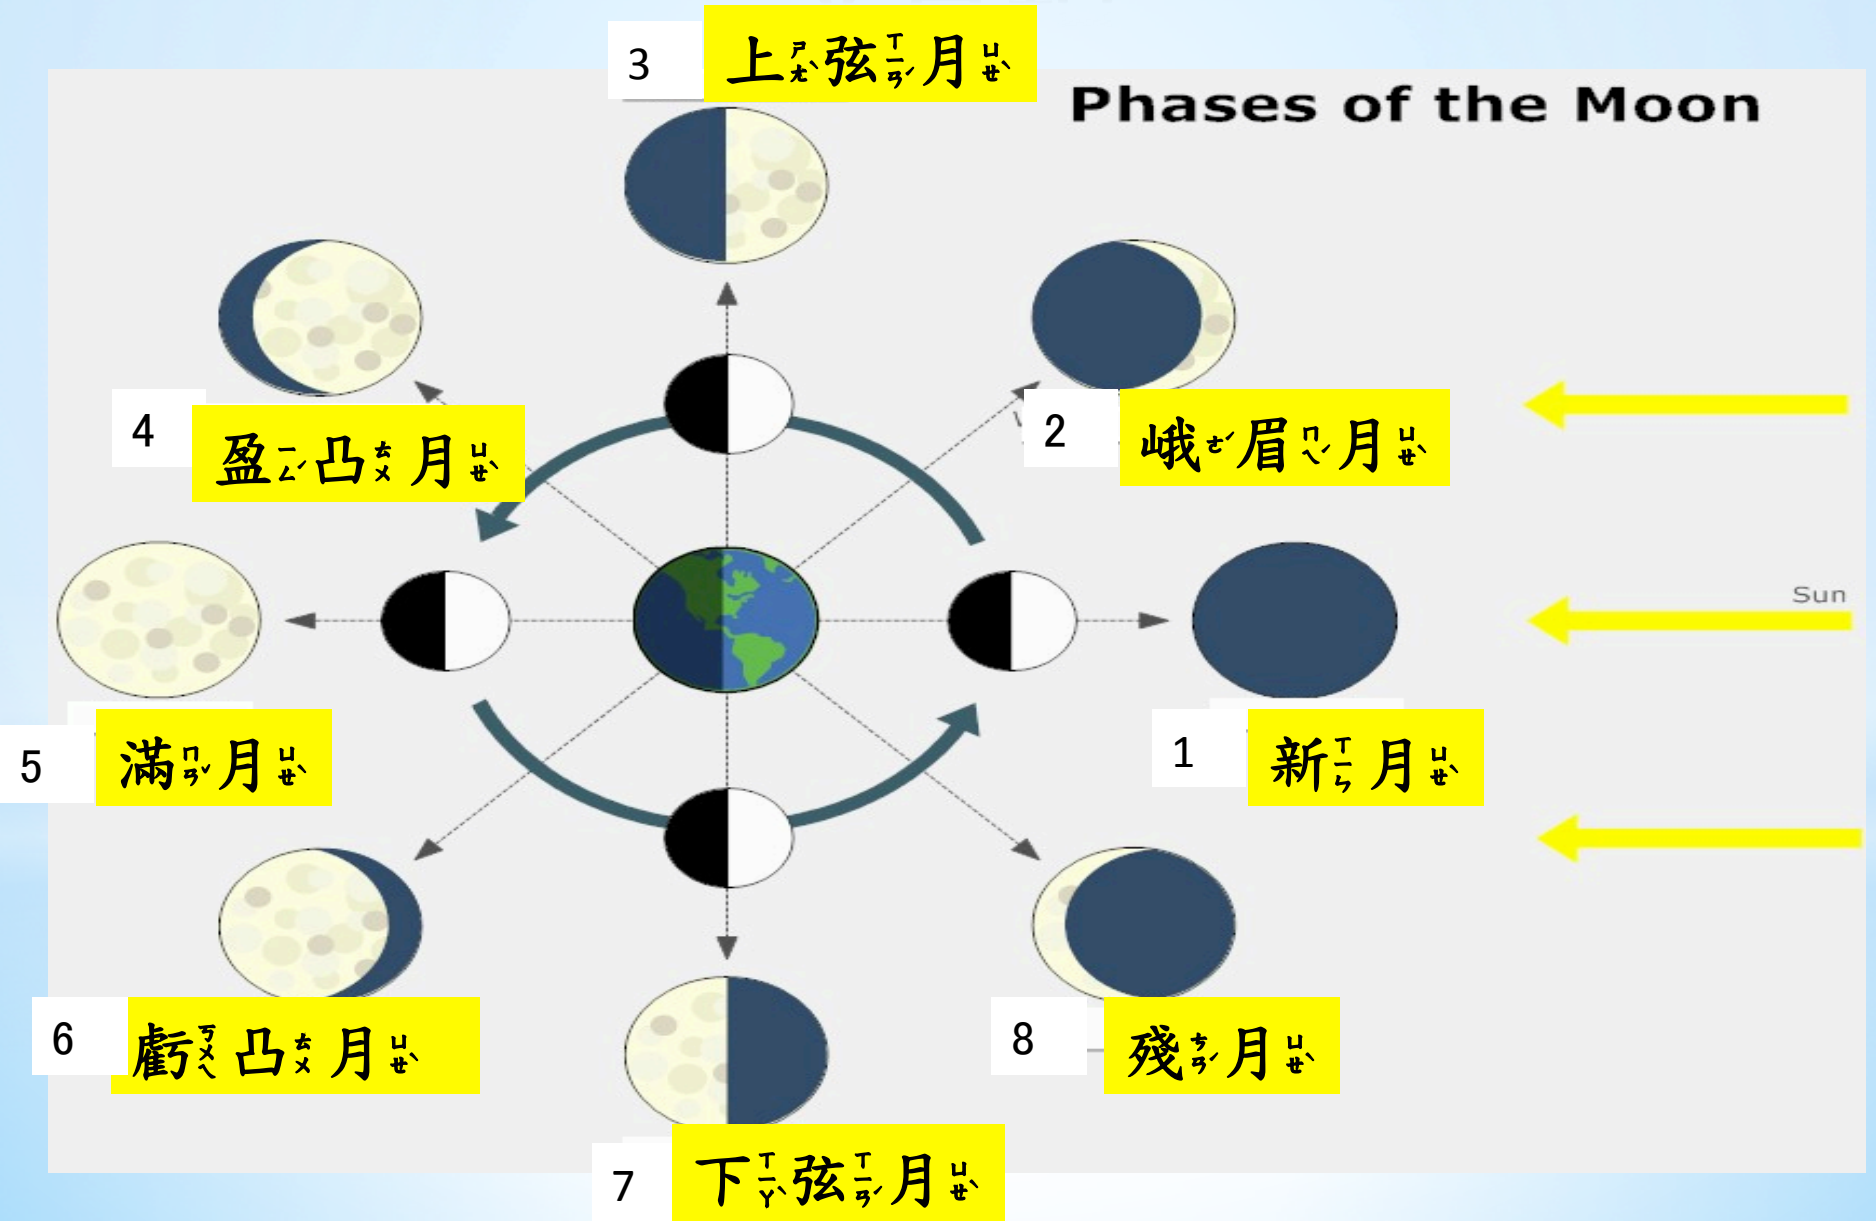 3 上ㄕㄤˋ弦ㄒㄧㄢˊ月ㄩㄝˋ
Phases of the Moon
4 盈ㄧㄥˊ凸ㄊㄨ月ㄩㄝˋ
2 峨ㄜˊ眉ㄇㄟˊ月ㄩㄝˋ
Sun
5 滿ㄇㄢˇ月ㄩㄝˋ
1 新ㄒㄧㄣ月ㄩㄝˋ
6 虧ㄎㄨㄟ凸ㄊㄨ月ㄩㄝˋ
8 殘ㄘㄢˊ月ㄩㄝˋ
7 下ㄒㄧㄚˋ弦ㄒㄧㄢˊ月ㄩㄝˋ